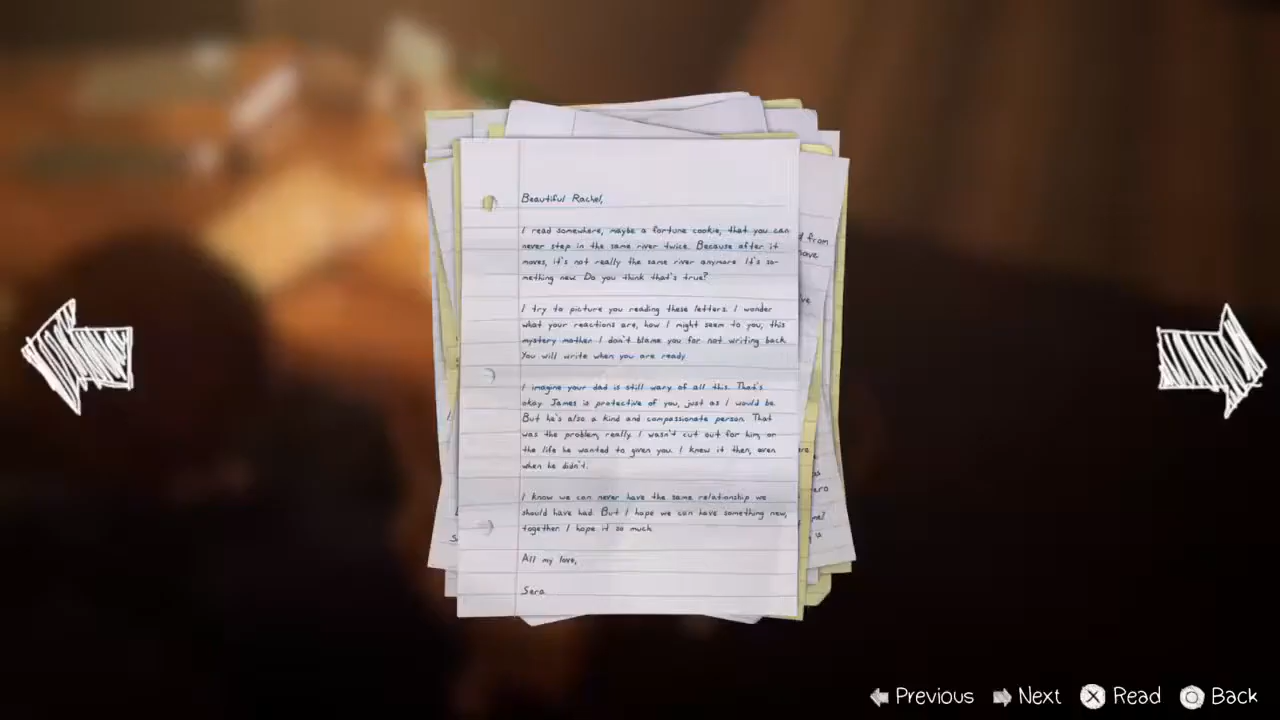 Beautiful Rachel,
I read somewhere, maybe a fortune cookie, that you can
never step in the same river twice. Because after it
moves, it's not really the same river anymore. It's so-
mething new. Do you think that's true?
I try to picture you reading these letters. I wonder
what your reactions are, how I might seem to you, this
mystery mother. I don't blame you for not writing back.
You will write when you are ready.
I imagine your dad is still wary of all this. That's
okay. James is protective of you, just as I would be.
But he's also a kind and compassionate person. That
was the problem, really. I wasn't cut out for him, or
the life he wanted to given you. I knew it then, even
when he didn't.
I know we can never have the same relationship we
should have had. But I hope we can have something new,
together. I hope it so much.
All my love,
Sera
from
have
Previous
Next
Read
Back